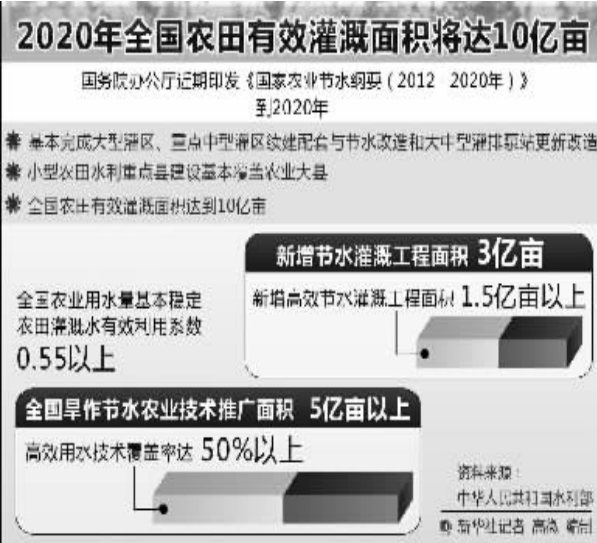 2020年全国农田有效灌溉面积将达10亿亩
国务院办公厅近期印发《国家农业节水纲要(2012 2020年)》
到2020年
基本完成大型灌区、重点中型灌区续建配套与节水改造和大中型灌排泵站更新改造
小型农田水利重点县建设基本覆盖农业大县
全国农田有效灌溉面积达到10亿亩
新增节水灌溉工程面积 3亿亩
新增高效节水灌溉工程面积 1.5亿亩以上
全国农业用水量基本稳定
农田灌溉水有效利用系数
0.55以上
全国旱作节水农业技术推广面积 5亿亩以上
高效用水技术覆盖率达 50%以上
资料来源:
中华人民共和国水利部
新华社记者 高微 编制